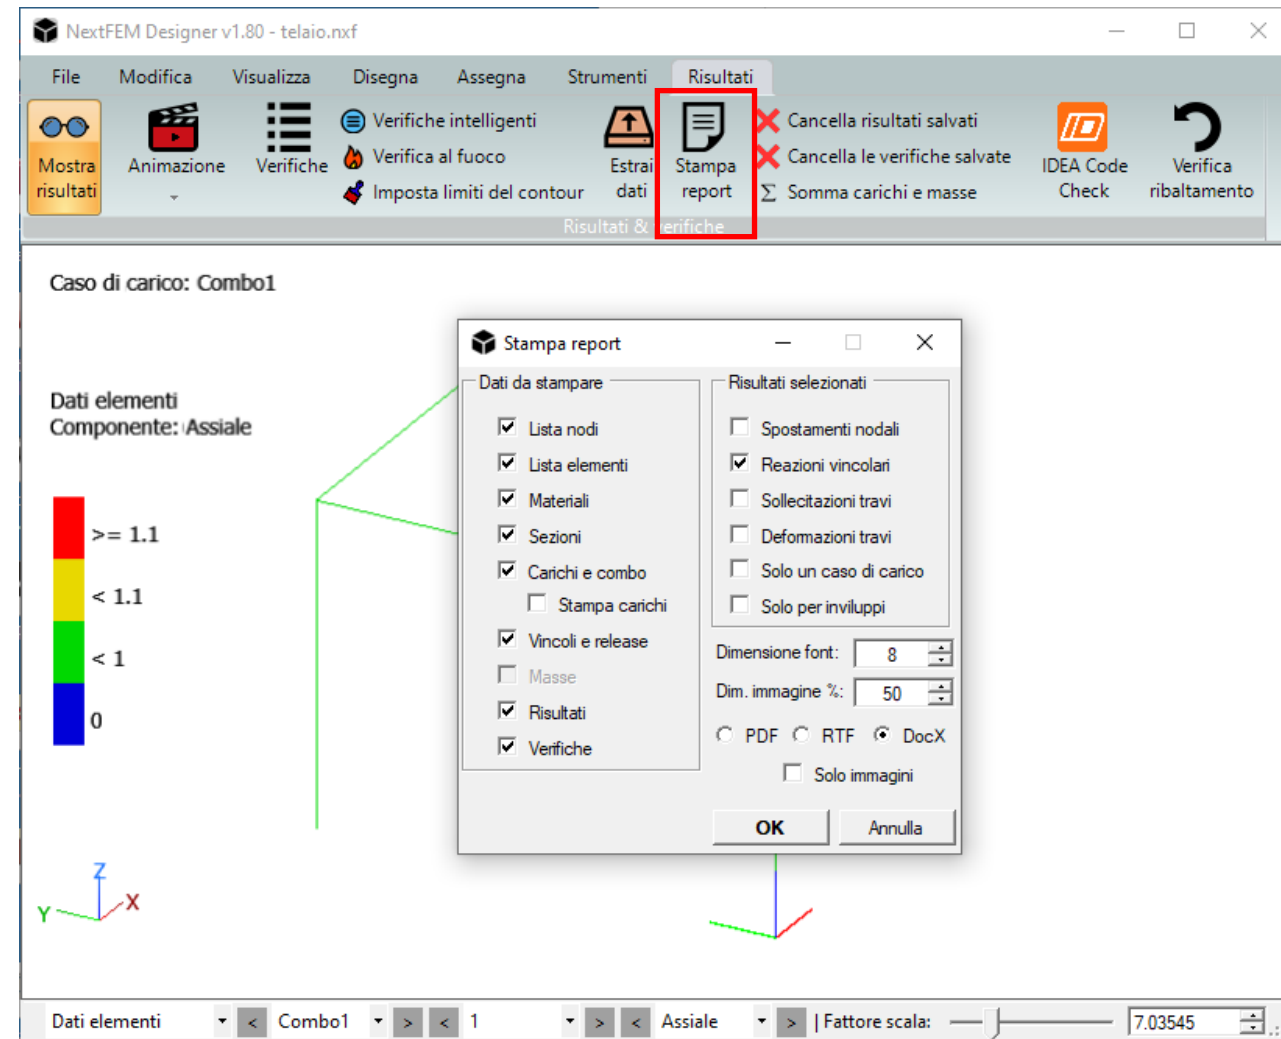 NextFEM Designer v1.80 - telaio.nxf
File Modifica Visualizza Disegna Assegna Strumenti Risultati
Mostra risultati
Animazione
Verifiche
Verifiche intelligenti
Verifica al fuoco
Imposta limiti del contour
Estrai dati
Stampa report
Cancella risultati salvati
Cancella le verifiche salvate
Σ Somma carichi e masse
IDEA Code Check
Verifica ribaltamento
Risultati & verifiche
Caso di carico: Combo1
Dati elementi
Componente: Assiale
>= 1.1
< 1.1
< 1
0
Z
Y
X
Stampa report
Dati da stampare
Lista nodi
Lista elementi
Materiali
Sezioni
Carichi e combo
Stampa carichi
Vincoli e release
Masse
Risultati
Verifiche
Risultati selezionati
Spostamenti nodali
Reazioni vincolari
Sollecitazioni travi
Deformazioni travi
Solo un caso di carico
Solo per inviluppi
Dimensione font: 8
Dim. immagine %: 50
PDF RTF DocX
Solo immagini
OK Annulla
Dati elementi < Combo1 > < 1 > < Assiale > | Fattore scala: 7.03545